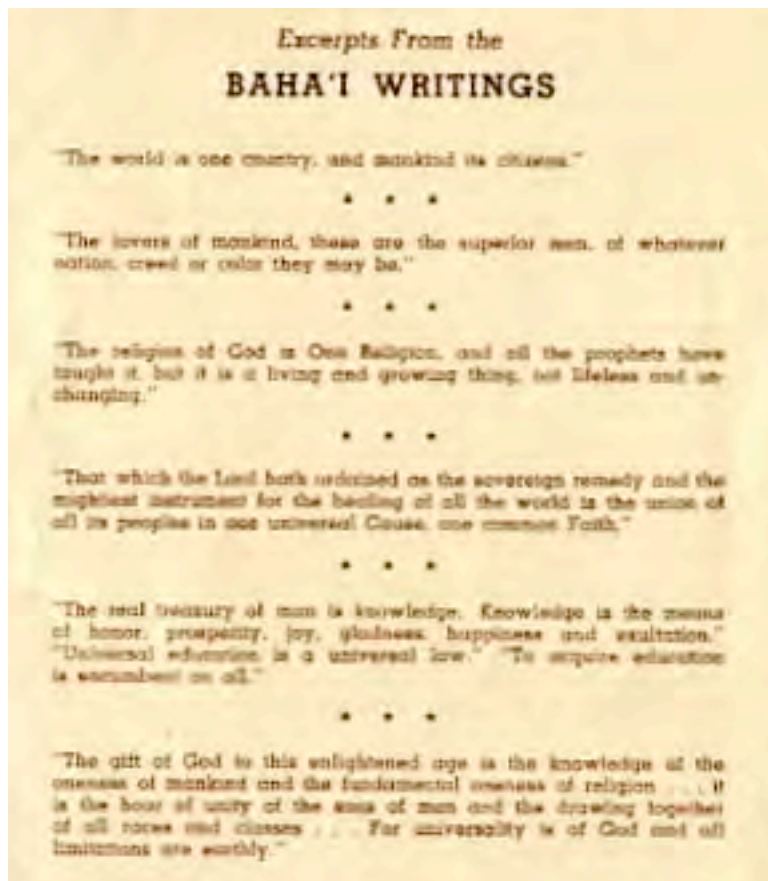 Excerpts From the
BAHA'I WRITINGS
"The world is one country, and mankind its citizens."
• • •
"The lovers of mankind, these are the superior men, of whatever
nation, creed or color they may be."
• • •
"The religion of God is One Religion, and all the prophets have
taught it, but it is a living and growing thing, not lifeless and un-
changing."
• • •
"That which the Lord hath ordained as the sovereign remedy and the
mightiest instrument for the healing of all the world is the union of
all its peoples in one universal Cause, one common Faith."
• • •
"The real treasury of man is knowledge. Knowledge is the means
of honor, prosperity, joy, gladness, happiness and exultation."
"Universal education is a universal law." "To acquire education
is encumbent on all."
• • •
"The gift of God to this enlightened age is the knowledge of the
oneness of mankind and the fundamental oneness of religion . . . it
is the hour of unity of the sons of men and the drawing together
of all races and classes . . . For universality is of God and all
limitations are earthly."